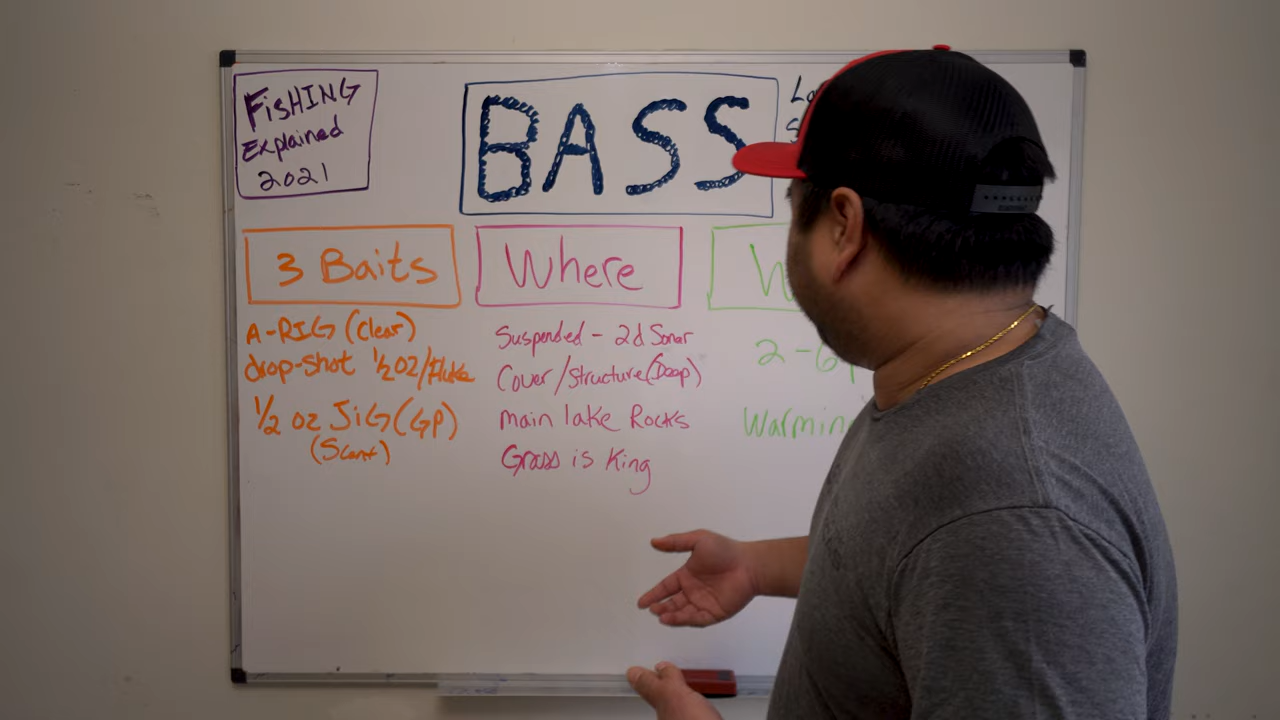 FisHING
Explained
2021
BASS
3 Baits
A-RIG (Clear)
drop-shot 1/2 OZ/Fluke
1/2 oz JiG (GP)
(Scent)
Where
Suspended - 2d Sonar
Cover/Structure (Deep)
main lake Rocks
Grass is King
2-6
Warming